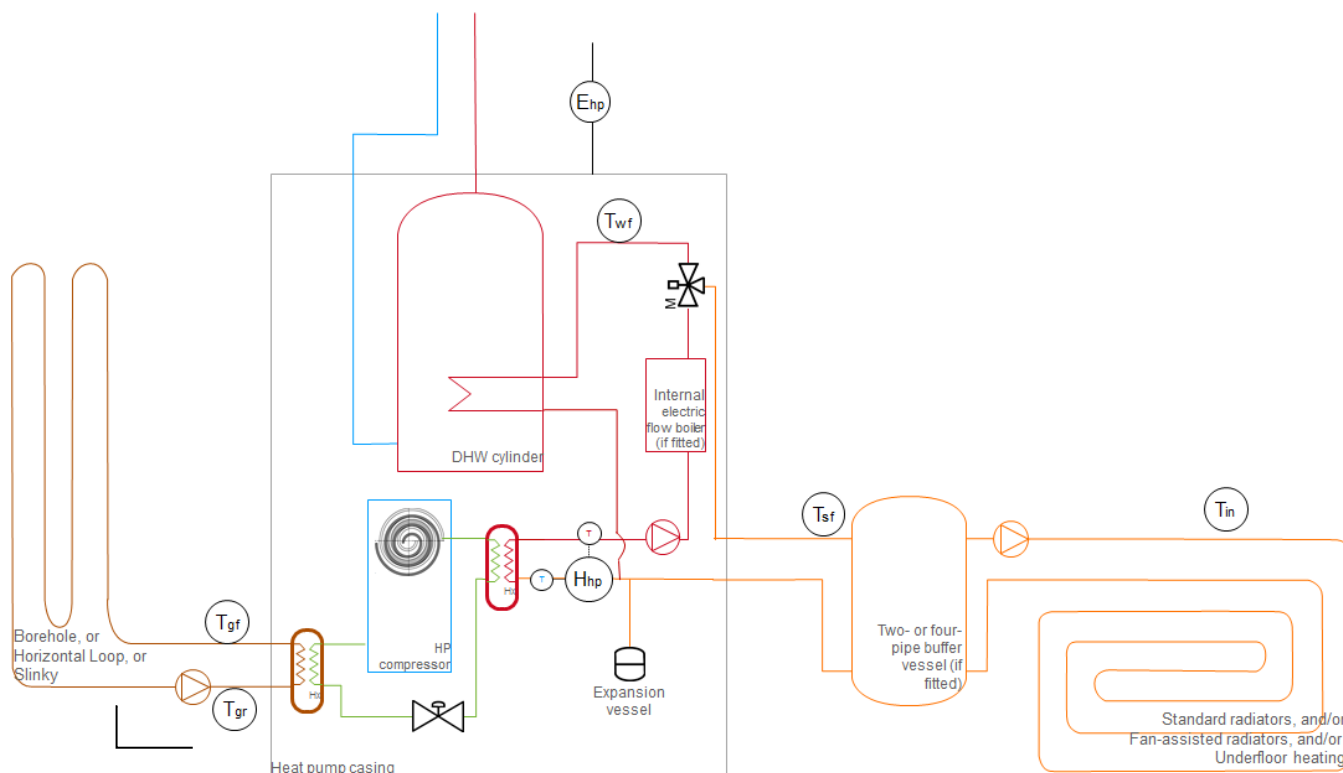 Ehp
Twf
M
Internal
electric
flow boiler
(if fitted)
DHW cylinder
Tsf
Tin
T
T
Hhp
Hx
HP
compressor
Tgf
Borehole, or
Horizontal Loop, or
Slinky
Hx
Tgr
Two- or four-
pipe buffer
vessel (if
fitted)
Expansion
vessel
Standard radiators, and/or
Fan-assisted radiators, and/or
Underfloor heating
Heat pump casing